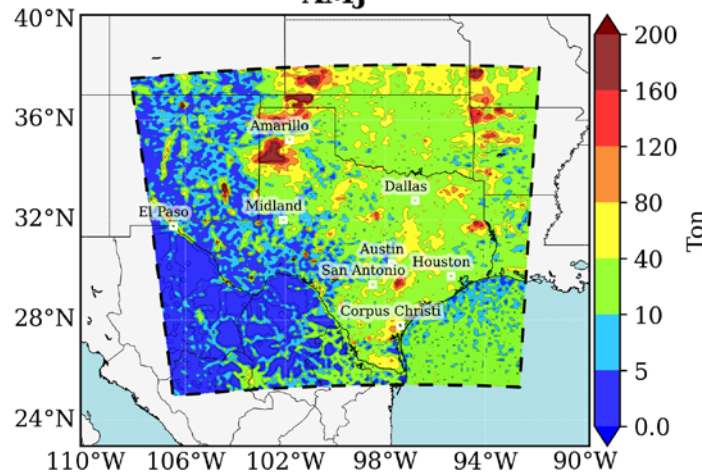 AMJ
40°N
36°N
32°N
28°N
24°N
110°W
106°W
102°W
98°W
94°W
90°W
Amarillo
Dallas
Midland
El Paso
Austin
Houston
San Antonio
Corpus Christi
200
160
120
80
40
10
5
0.0
Ton